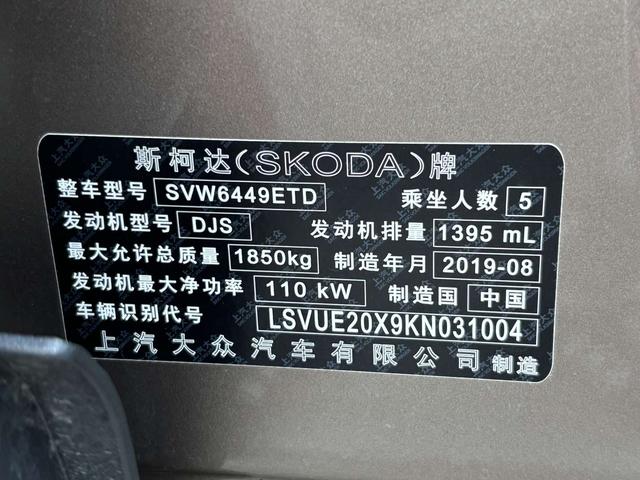 斯柯达(SKODA)牌
整车型号 SVW6449ETD 乘坐人数 5
发动机型号 DJS 发动机排量 1395 mL
最大允许总质量 1850kg 制造年月 2019-08
发动机最大净功率 110 kW 制造国 中国
车辆识别代号 LSVUE20X9KN031004
上汽大众汽车有限公司 制造